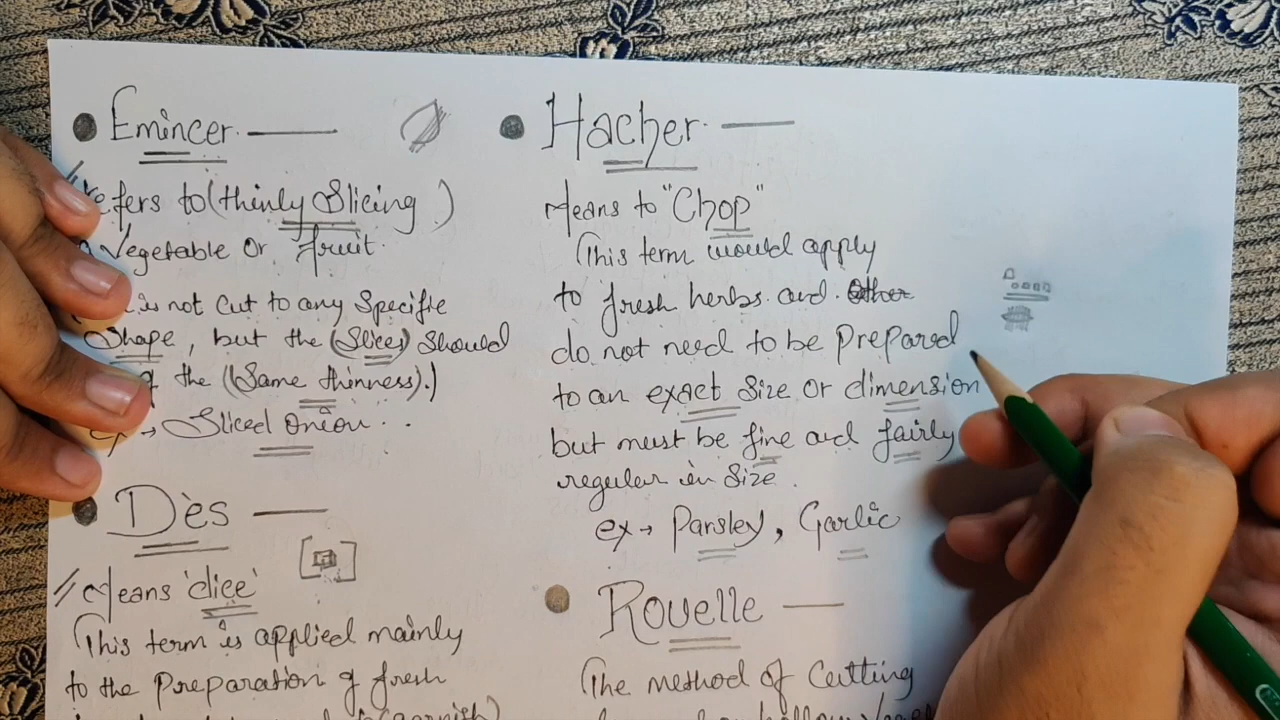 Emincer.
refers to (thinly Slicing)
Vegetable or fruit.
is not cut to any Specific
Shape, but the (Slices) Should
the (Same thinness).)
→ Sliced Onion..
Dès
Means 'dice'
This term is applied mainly
to the Preparation of fresh
Hacher.
Means to "Chop"
This term would apply
to fresh herbs. and. Other
do not need to be Prepared
to an exact Size or dimension
but must be fine and fairly
regular in Size.
ex → Parsley, Garlic
Rouelle
The method of Cutting